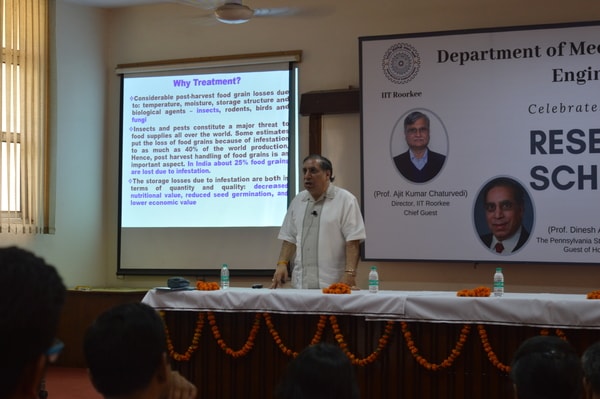 Why Treatment?
Considerable post-harvest food grain losses due
to: temperature, moisture, storage structure and
biological agents - insects, rodents, birds and
fungi
Insects and pests constitute a major threat to
food supplies all over the world. Some estimates
put the loss of food grains because of infestation
to as much as 40% of the world production.
Hence, post harvest handling of food grains is an
important aspect. In India about 25% food grains
are lost due to infestation.
The storage losses due to infestation are both in
terms of quantity and quality: decreased
nutritional value, reduced seed germination, and
lower economic value
IIT Roorkee
Department of Mec
Engin
Celebrate
RESE
SCH
(Prof. Ajit Kumar Chaturvedi)
Director, IIT Roorkee
Chief Guest
(Prof. Dinesh A
The Pennsylvania St
Guest of Ho